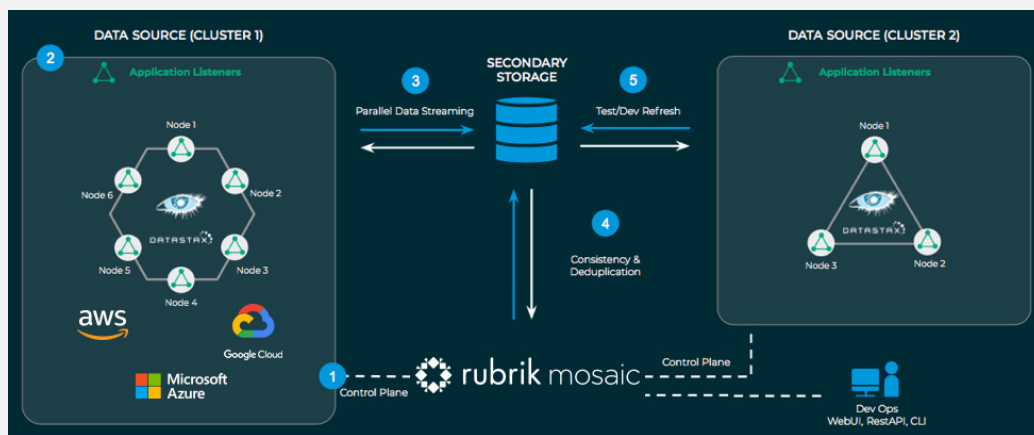 DATA SOURCE (CLUSTER 1)
2
Application Listeners
Node 1
Node 2
Node 3
Node 4
Node 5
Node 6
DATASTAX
aws
Google Cloud
Microsoft
Azure
3
Parallel Data Streaming
SECONDARY
STORAGE
5
Test/Dev Refresh
4
Consistency &
Deduplication
1
Control Plane
rubrik mosaic
Control Plane
DATA SOURCE (CLUSTER 2)
Application Listeners
Node 1
DATASTAX
Node 3
Node 2
Dev Ops
WebUI, RestAPI, CLI